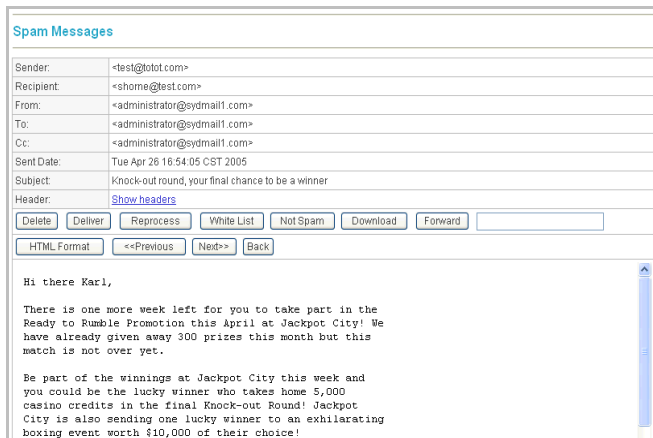 Spam Messages
Sender: <test@totot.com>
Recipient: <shorne@test.com>
From: <administrator@sydmail1.com>
To: <administrator@sydmail1.com>
Cc: <administrator@sydmail1.com>
Sent Date: Tue Apr 26 16:54:05 CST 2005
Subject: Knock-out round, your final chance to be a winner
Header: Show headers
Delete Deliver Reprocess White List Not Spam Download Forward
HTML Format <<Previous Next>> Back
Hi there Karl,
There is one more week left for you to take part in the
Ready to Rumble Promotion this April at Jackpot City! We
have already given away 300 prizes this month but this
match is not over yet.
Be part of the winnings at Jackpot City this week and
you could be the lucky winner who takes home 5,000
casino credits in the final Knock-out Round! Jackpot
City is also sending one lucky winner to an exhilarating
boxing event worth $10,000 of their choice!